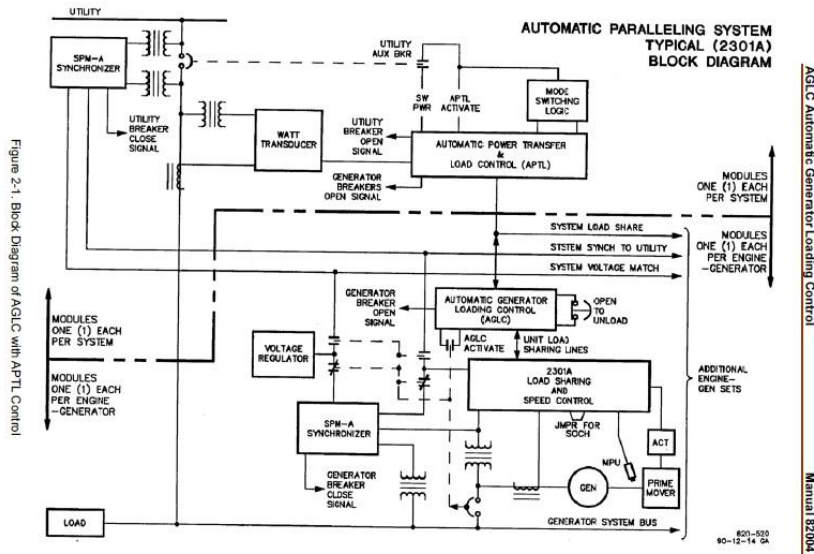 UTILITY
AUTOMATIC PARALLELING SYSTEM
TYPICAL (2301A)
BLOCK DIAGRAM
SPM-A
SYNCHRONIZER
UTILITY
AUX BKR
SW
PWR
APTL
ACTIVATE
MODE
SWITCHING
LOGIC
UTILITY
BREAKER
CLOSE
SIGNAL
WATT
TRANSDUCER
UTILITY
BREAKER
OPEN
SIGNAL
AUTOMATIC POWER TRANSFER
&
LOAD CONTROL (APTL)
GENERATOR
BREAKERS
OPEN SIGNAL
MODULES
ONE (1) EACH
PER SYSTEM
MODULES
ONE (1) EACH
PER ENGINE
-GENERATOR
SYSTEM LOAD SHARE
STSTEM SYNCH TO UTILITY
SYSTEM VOLTAGE MATCH
MODULES
ONE (1) EACH
PER SYSTEM
MODULES
ONE (1) EACH
PER ENGINE
-GENERATOR
GENERATOR
BREAKER
OPEN
SIGNAL
AUTOMATIC GENERATOR
LOADING CONTROL
(AGLC)
OPEN
TO
UNLOAD
AGLC
ACTIVATE
UNIT LOAD
SHARING LINES
VOLTAGE
REGULATOR
2301A
LOAD SHARING
AND
SPEED CONTROL
ADDITIONAL
ENGINE-
GEN SETS
SPM-A
SYNCHRONIZER
JMPR FOR
SOCH
ACT
MPU
GENERATOR
BREAKER
CLOSE
SIGNAL
GEN
PRIME
MOVER
LOAD
GENERATOR SYSTEM BUS
820-520
90-12-14 GA
Figure 2-1. Block Diagram of AGLC with APTL Control
AGLC Automatic Generator Loading Control
Manual 82004